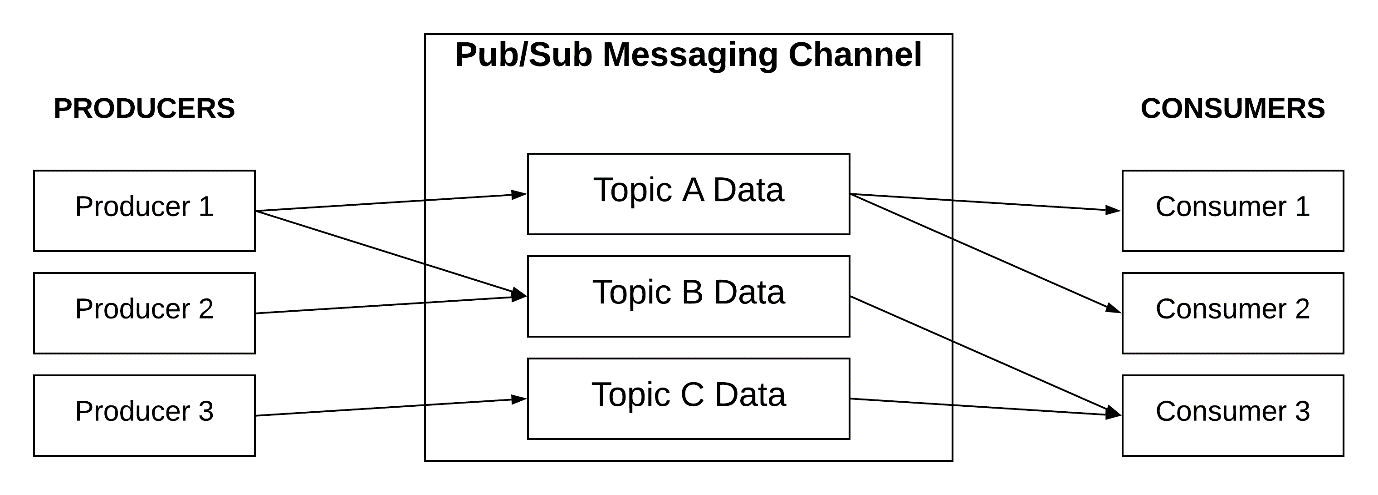 Pub/Sub Messaging Channel
PRODUCERS
CONSUMERS
Producer 1
Topic A Data
Consumer 1
Producer 2
Topic B Data
Consumer 2
Producer 3
Topic C Data
Consumer 3